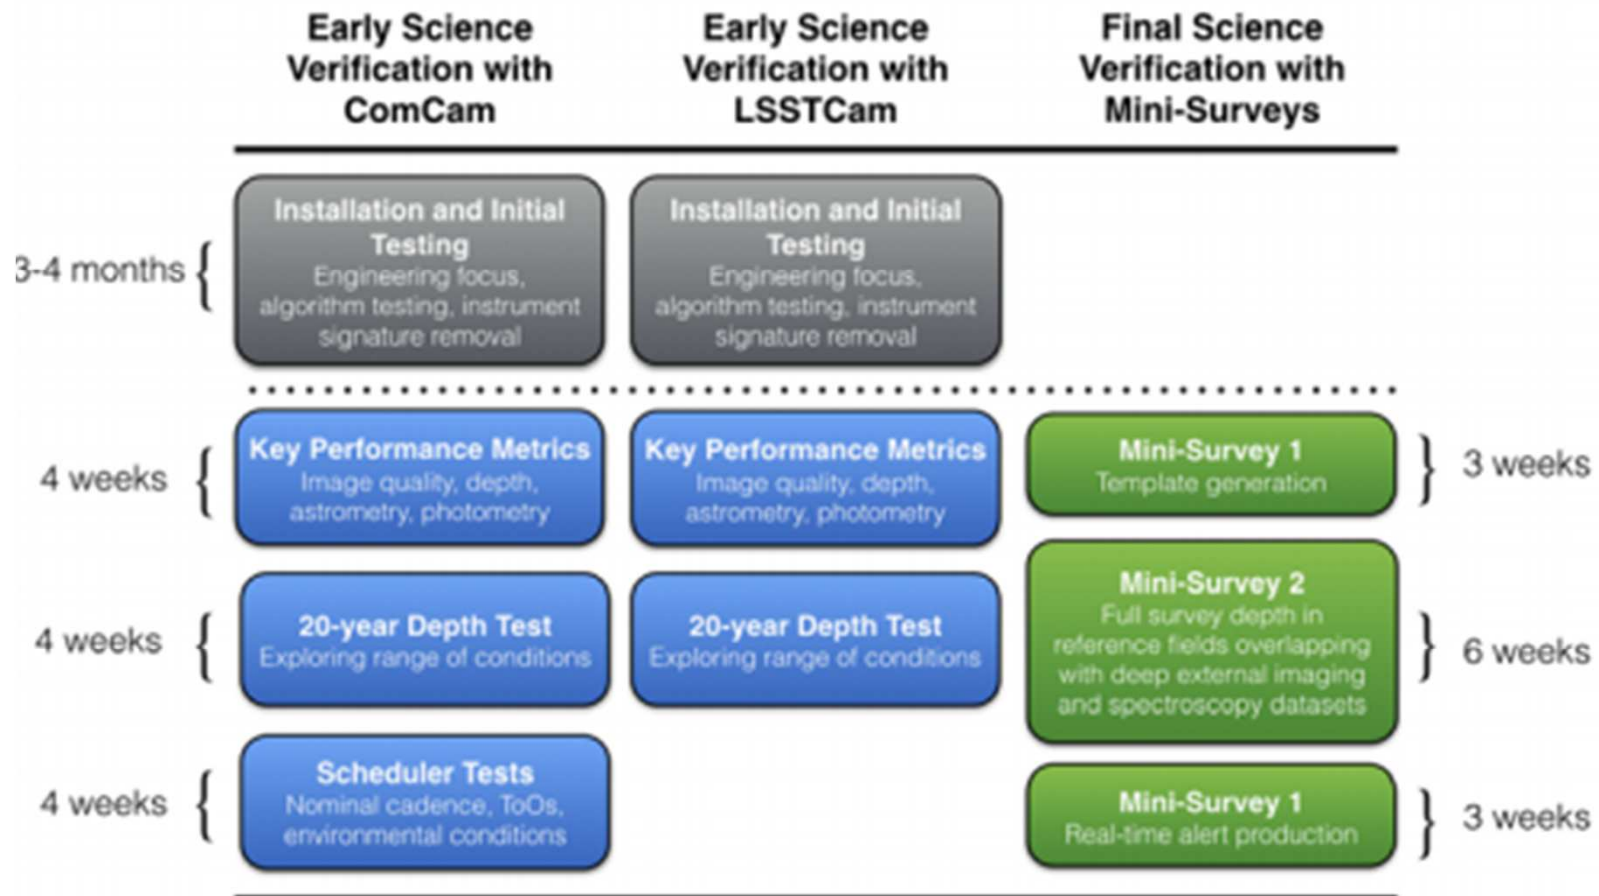 Early Science
Verification with
ComCam
Early Science
Verification with
LSSTCam
Final Science
Verification with
Mini-Surveys
3-4 months
Installation and Initial
Testing
Engineering focus,
algorithm testing, instrument
signature removal
Installation and Initial
Testing
Engineering focus,
algorithm testing, instrument
signature removal
4 weeks
Key Performance Metrics
Image quality, depth,
astrometry, photometry
Key Performance Metrics
Image quality, depth,
astrometry, photometry
Mini-Survey 1
Template generation
3 weeks
4 weeks
20-year Depth Test
Exploring range of conditions
20-year Depth Test
Exploring range of conditions
Mini-Survey 2
Full survey depth in
reference fields overlapping
with deep external imaging
and spectroscopy datasets
6 weeks
4 weeks
Scheduler Tests
Nominal cadence, ToOs,
environmental conditions
Mini-Survey 1
Real-time alert production
3 weeks